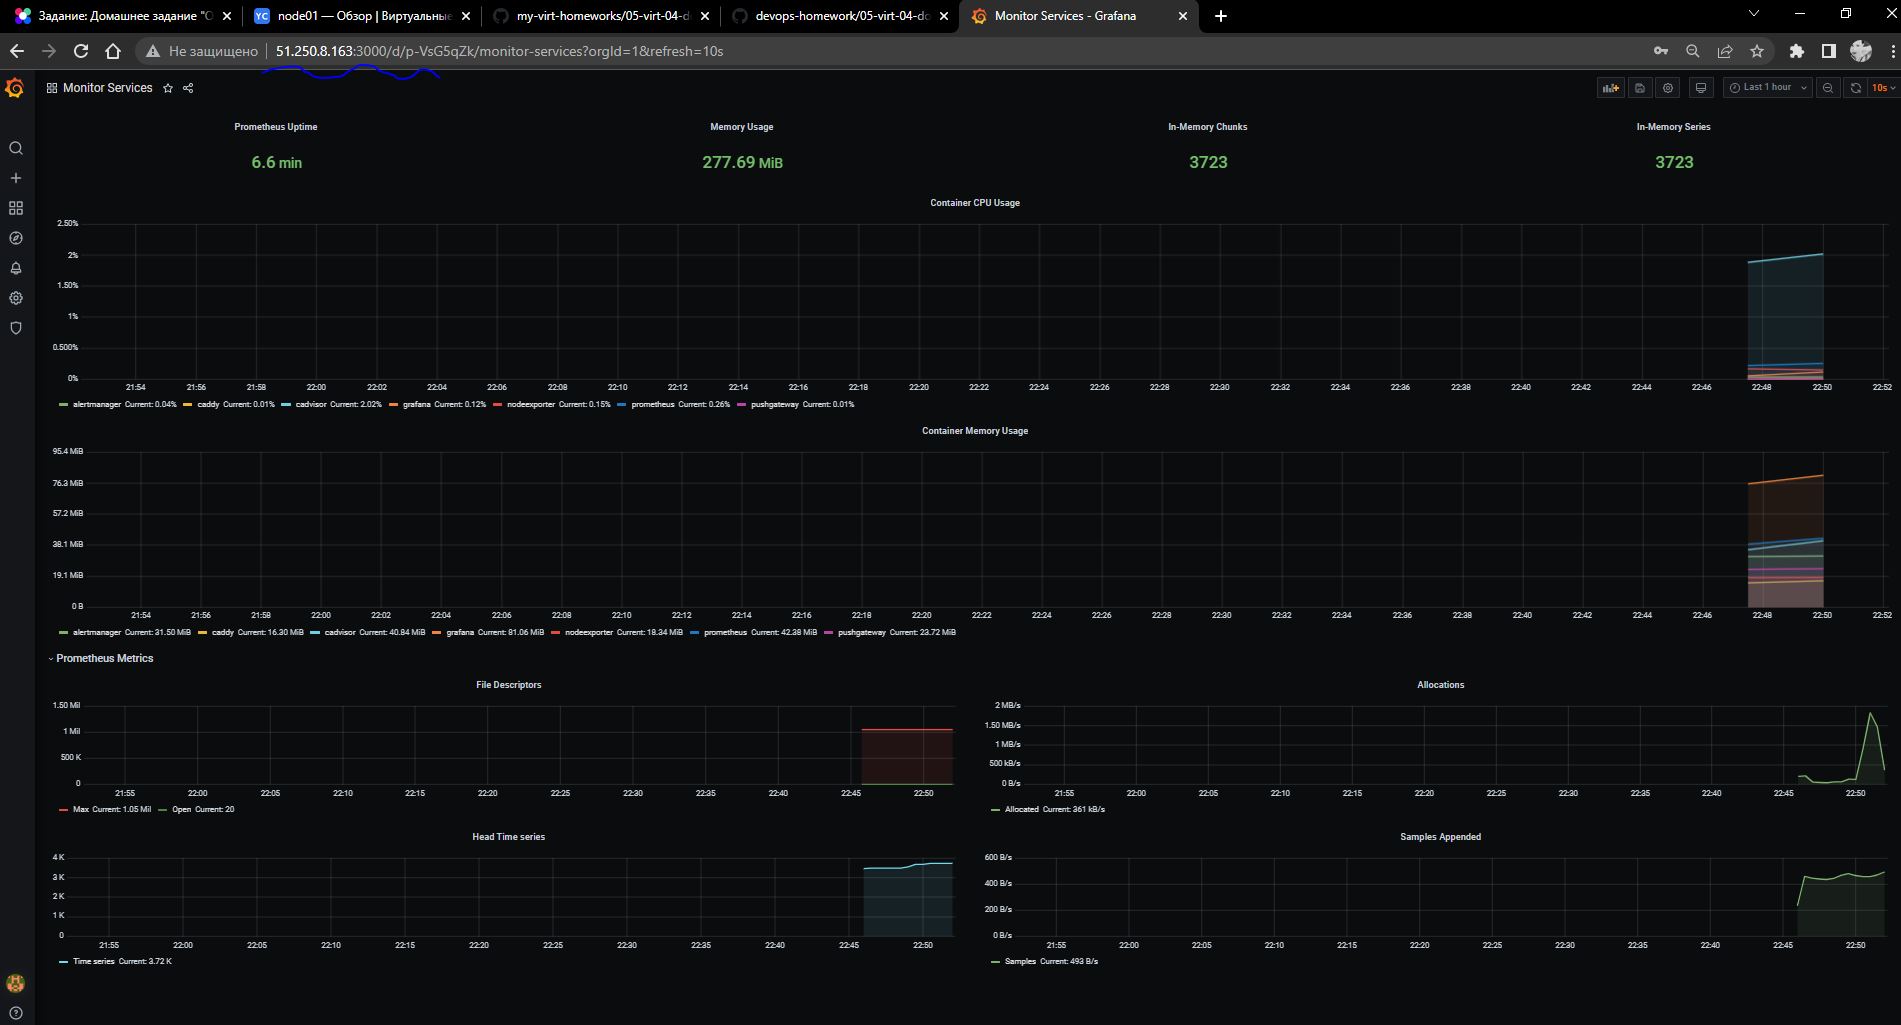 Задание: Домашнее задание "О
node01 — Обзор | Виртуальные
my-virt-homeworks/05-virt-04-d
devops-homework/05-virt-04-do
Monitor Services - Grafana
Не защищено
51.250.8.163:3000/d/p-VsG5qZk/monitor-services?orgId=1&refresh=10s
Monitor Services
Last 1 hour
10s
Prometheus Uptime
Memory Usage
In-Memory Chunks
In-Memory Series
6.6 min
277.69 MiB
3723
3723
Container CPU Usage
2.50%
2%
1.50%
1%
0.500%
0%
21:54 21:56 21:58 22:00 22:02 22:04 22:06 22:08 22:10 22:12 22:14 22:16 22:18 22:20 22:22 22:24 22:26 22:28 22:30 22:32 22:34 22:36 22:38 22:40 22:42 22:44 22:46 22:48 22:50 22:52
alertmanager Current: 0.04% caddy Current: 0.01% cadvisor Current: 2.02% grafana Current: 0.12% nodeexporter Current: 0.15% prometheus Current: 0.26% pushgateway Current: 0.01%
Container Memory Usage
95.4 MiB
76.3 MiB
57.2 MiB
38.1 MiB
19.1 MiB
0 B
21:54 21:56 21:58 22:00 22:02 22:04 22:06 22:08 22:10 22:12 22:14 22:16 22:18 22:20 22:22 22:24 22:26 22:28 22:30 22:32 22:34 22:36 22:38 22:40 22:42 22:44 22:46 22:48 22:50 22:52
alertmanager Current: 31.50 MiB caddy Current: 16.30 MiB cadvisor Current: 40.84 MiB grafana Current: 81.06 MiB nodeexporter Current: 18.34 MiB prometheus Current: 42.38 MiB pushgateway Current: 23.72 MiB
Prometheus Metrics
File Descriptors
1.50 Mil
1 Mil
500 K
0
21:55 22:00 22:05 22:10 22:15 22:20 22:25 22:30 22:35 22:40 22:45 22:50
Max Current: 1.05 Mil Open Current: 20
Allocations
2 MB/s
1.50 MB/s
1 MB/s
500 kB/s
0 B/s
21:55 22:00 22:05 22:10 22:15 22:20 22:25 22:30 22:35 22:40 22:45 22:50
Allocated Current: 361 kB/s
Head Time series
4 K
3 K
2 K
1 K
0
21:55 22:00 22:05 22:10 22:15 22:20 22:25 22:30 22:35 22:40 22:45 22:50
Time series Current: 3.72 K
Samples Appended
600 B/s
400 B/s
200 B/s
0 B/s
21:55 22:00 22:05 22:10 22:15 22:20 22:25 22:30 22:35 22:40 22:45 22:50
Samples Current: 493 B/s